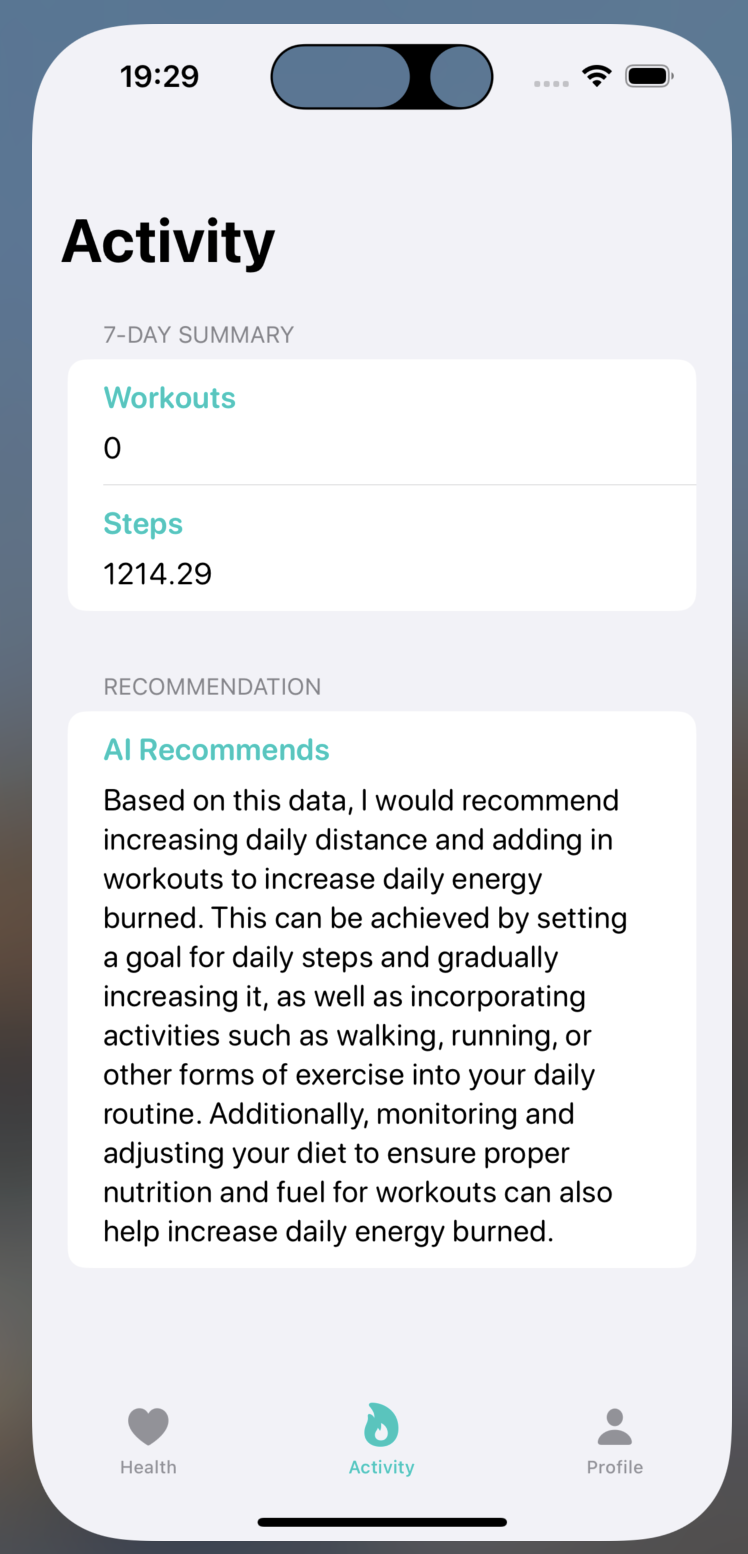 19:29
Activity
7-DAY SUMMARY
Workouts
0
Steps
1214.29
RECOMMENDATION
AI Recommends
Based on this data, I would recommend
increasing daily distance and adding in
workouts to increase daily energy
burned. This can be achieved by setting
a goal for daily steps and gradually
increasing it, as well as incorporating
activities such as walking, running, or
other forms of exercise into your daily
routine. Additionally, monitoring and
adjusting your diet to ensure proper
nutrition and fuel for workouts can also
help increase daily energy burned.
Health
Activity
Profile